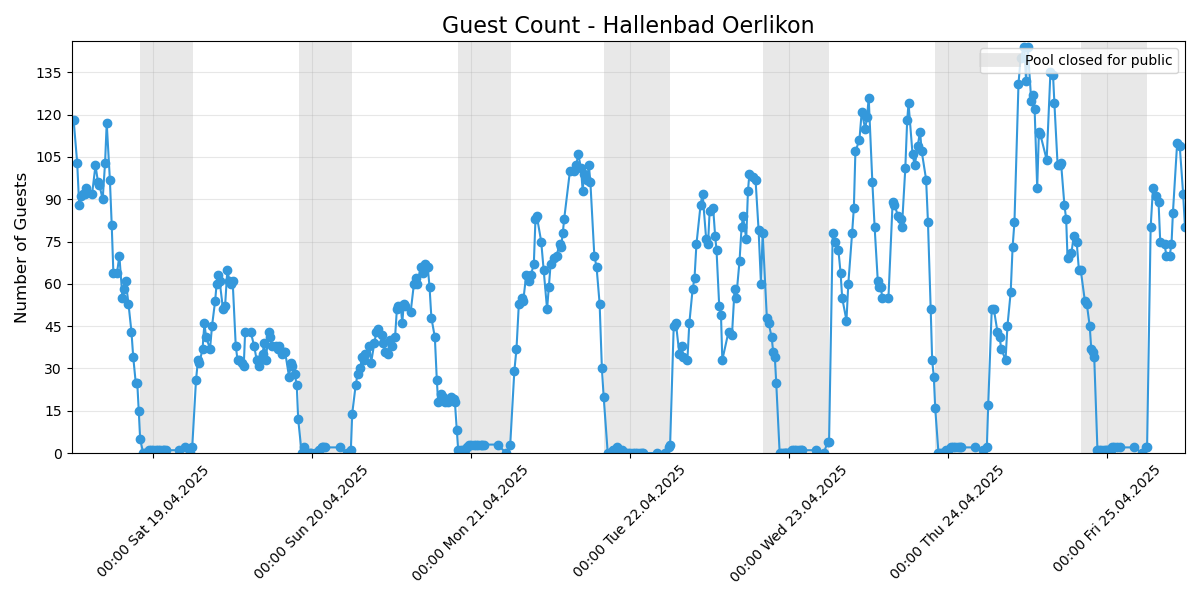 Guest Count - Hallenbad Oerlikon
Pool closed for public
Number of Guests
135
120
105
90
75
60
45
30
15
0
00:00 Sat 19.04.2025
00:00 Sun 20.04.2025
00:00 Mon 21.04.2025
00:00 Tue 22.04.2025
00:00 Wed 23.04.2025
00:00 Thu 24.04.2025
00:00 Fri 25.04.2025